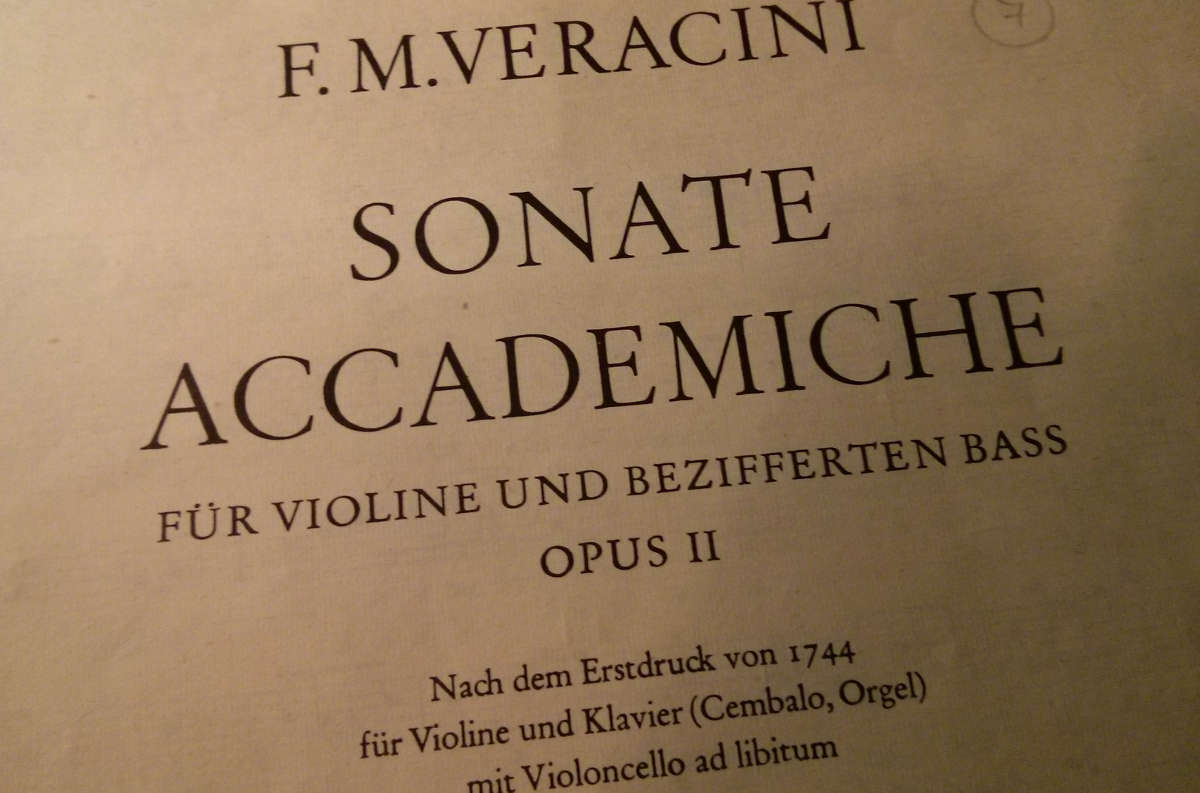 F. M. VERACINI
SONATE
ACCADEMICHE
FÜR VIOLINE UND BEZIFFERTEN BASS
OPUS II
Nach dem Erstdruck von 1744
für Violine und Klavier (Cembalo, Orgel)
mit Violoncello ad libitum